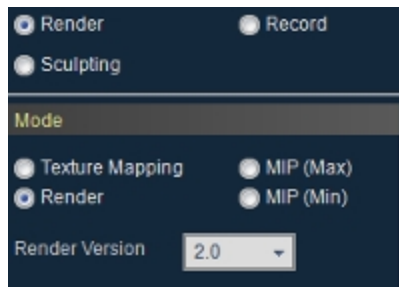 Render Record
Sculpting
Mode
Texture Mapping MIP (Max)
Render MIP (Min)
Render Version 2.0